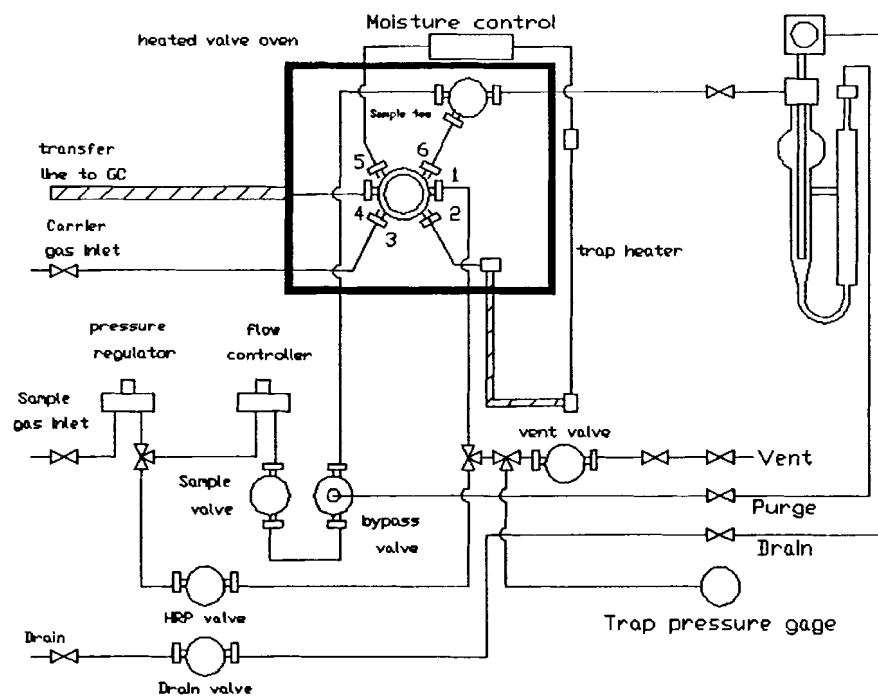 Moisture control
heated valve oven
Sample tee
5
6
1
4
3
2
transfer
line to GC
Carrier
gas Inlet
trap heater
pressure
regulator
flow
controller
Sample
gas Inlet
vent valve
Vent
Sample
valve
bypass
valve
Purge
DraIn
HRP valve
Trap pressure gage
DraIn
DraIn valve